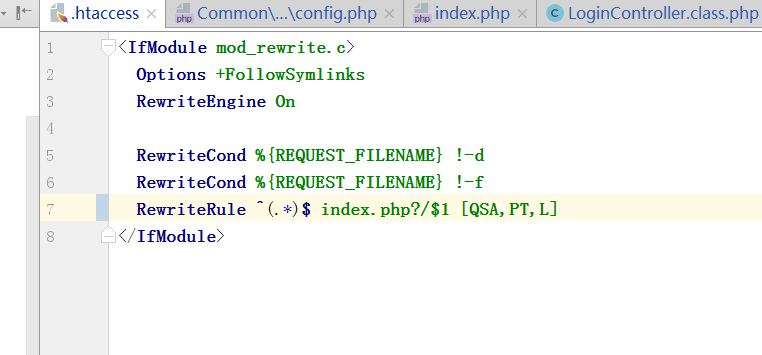 .htaccess Common\...\config.php index.php LoginController.class.php
1 <IfModule mod_rewrite.c>
2 Options +FollowSymlinks
3 RewriteEngine On
4
5 RewriteCond %{REQUEST_FILENAME} !-d
6 RewriteCond %{REQUEST_FILENAME} !-f
7 RewriteRule ^(.*)$ index.php?/$1 [QSA,PT,L]
8 </IfModule>